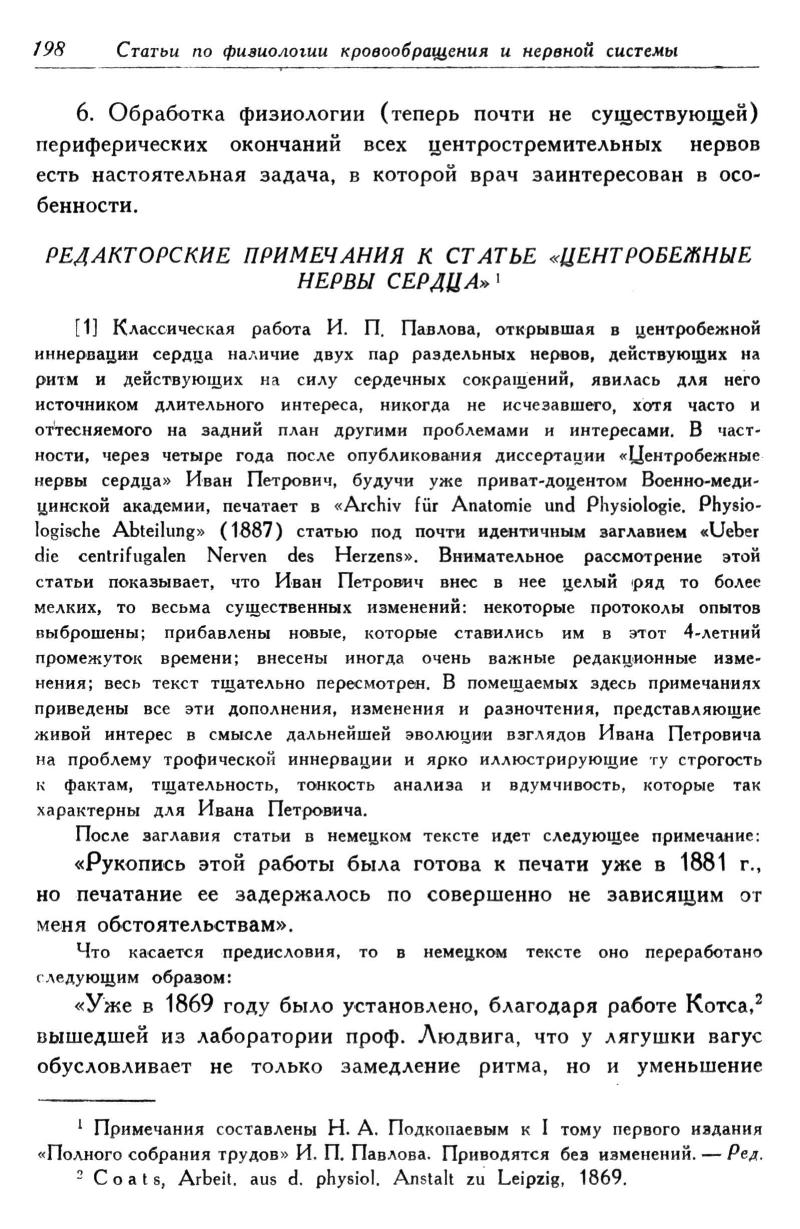 198 Статьи по физиологии кровообращения и нервной системы
6. Обработка физиологии (теперь почти не существующей)
периферических окончаний всех центростремительных нервов
есть настоятельная задача, в которой врач заинтересован в осо-
бенности.
РЕДАКТОРСКИЕ ПРИМЕЧАНИЯ К СТАТЬЕ «ЦЕНТРОБЕЖНЫЕ
НЕРВЫ СЕРДЦА» ¹
[1] Классическая работа И. П. Павлова, открывшая в центробежной
иннервации сердца наличие двух пар раздельных нервов, действующих на
ритм и действующих на силу сердечных сокращений, явилась для него
источником длительного интереса, никогда не исчезавшего, хотя часто и
оттесняемого на задний план другими проблемами и интересами. В част-
ности, через четыре года после опубликования диссертации «Центробежные
нервы сердца» Иван Петрович, будучи уже приват-доцентом Военно-меди-
цинской академии, печатает в «Archiv für Anatomie und Physiologie. Physio-
logische Abteilung» (1887) статью под почти идентичным заглавием «Ueber
die centrifugalen Nerven des Herzens». Внимательное рассмотрение этой
статьи показывает, что Иван Петрович внес в нее целый ряд то более
мелких, то весьма существенных изменений: некоторые протоколы опытов
выброшены; прибавлены новые, которые ставились им в этот 4-летний
промежуток времени; внесены иногда очень важные редакционные изме-
нения; весь текст тщательно пересмотрен. В помещаемых здесь примечаниях
приведены все эти дополнения, изменения и разночтения, представляющие
живой интерес в смысле дальнейшей эволюции взглядов Ивана Петровича
на проблему трофической иннервации и ярко иллюстрирующие ту строгость
к фактам, тщательность, тонкость анализа и вдумчивость, которые так
характерны для Ивана Петровича.
После заглавия статьи в немецком тексте идет следующее примечание:
«Рукопись этой работы была готова к печати уже в 1881 г.,
но печатание ее задержалось по совершенно не зависящим от
меня обстоятельствам».
Что касается предисловия, то в немецком тексте оно переработано
следующим образом:
«Уже в 1869 году было установлено, благодаря работе Котса,²
вышедшей из лаборатории проф. Людвига, что у лягушки вагус
обусловливает не только замедление ритма, но и уменьшение
¹ Примечания составлены Н. А. Подкопаевым к I тому первого издания
«Полного собрания трудов» И. П. Павлова. Приводятся без изменений. — Ред.
² Coats, Arbeit. aus d. physiol. Anstalt zu Leipzig, 1869.